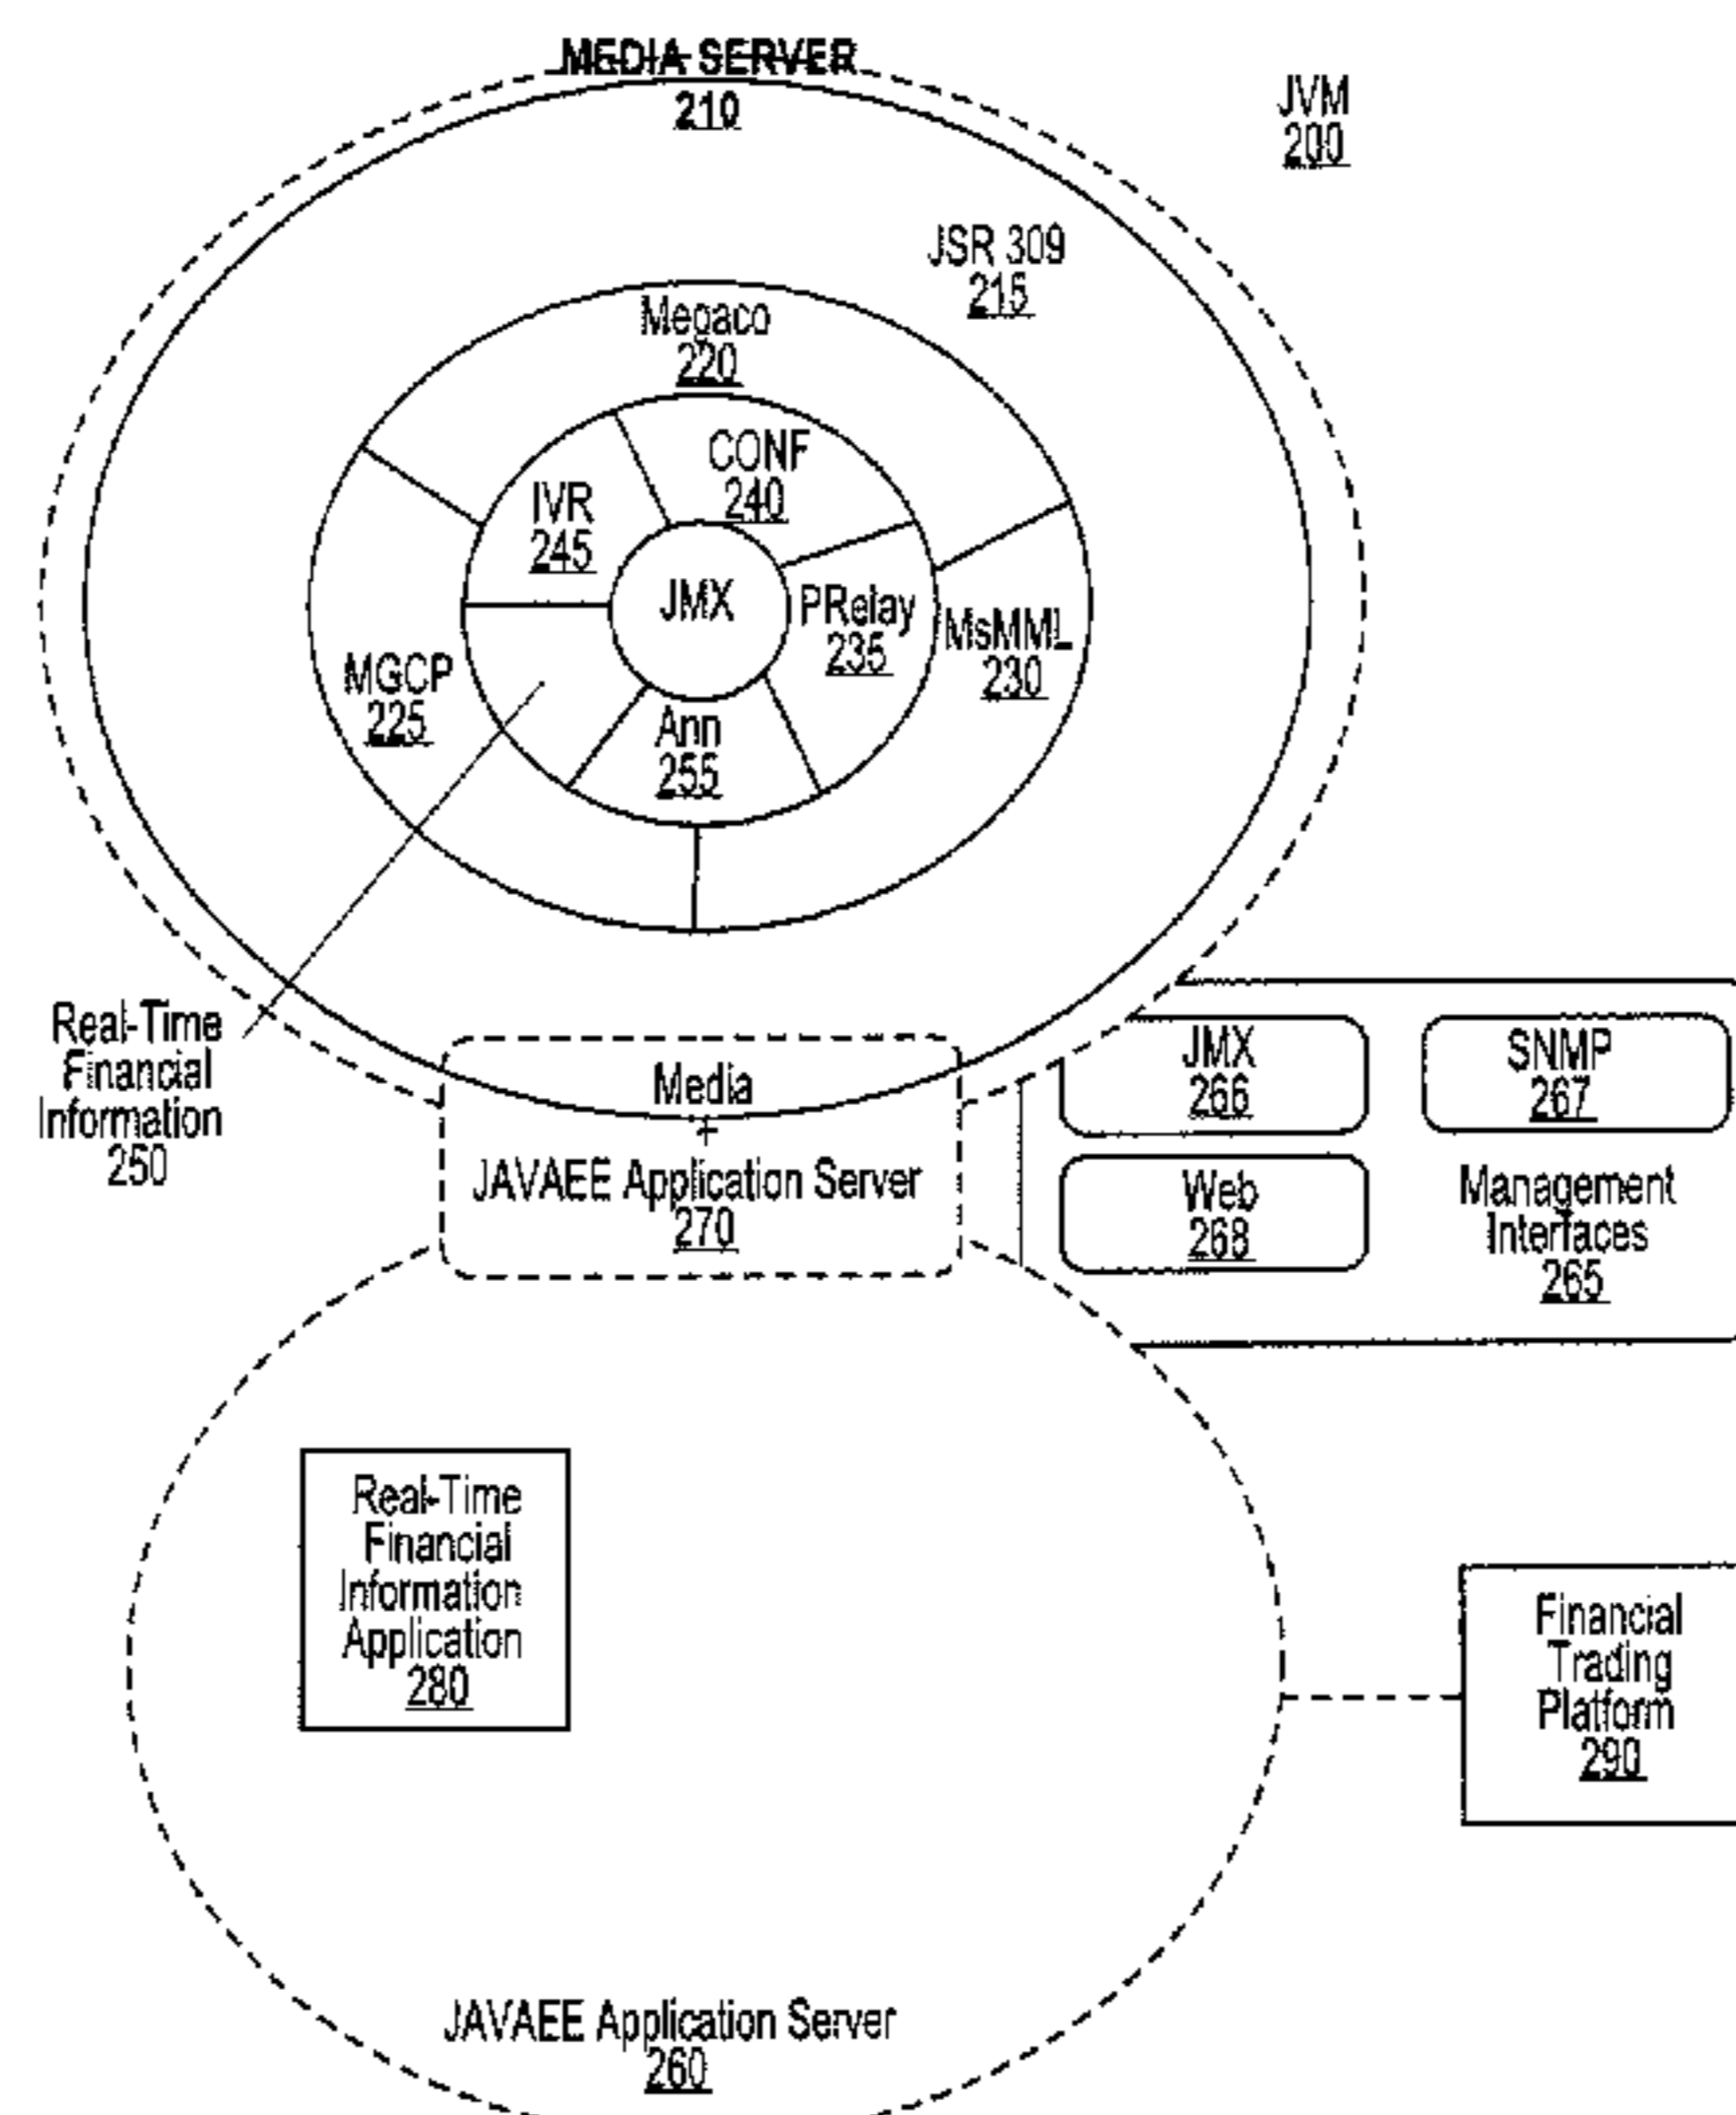 MEDIA SERVER
210
JVM
200
JSR 309
215
Megaco
220
CONF
240
IVR
245
JMX
PRelay
235
MsMML
230
MGCP
225
Ann
255
Real-Time
Financial
Information
250
Media
+
JAVAEE Application Server
270
JMX
266
SNMP
267
Web
268
Management
Interfaces
265
Real-Time
Financial
Information
Application
280
Financial
Trading
Platform
290
JAVAEE Application Server
260